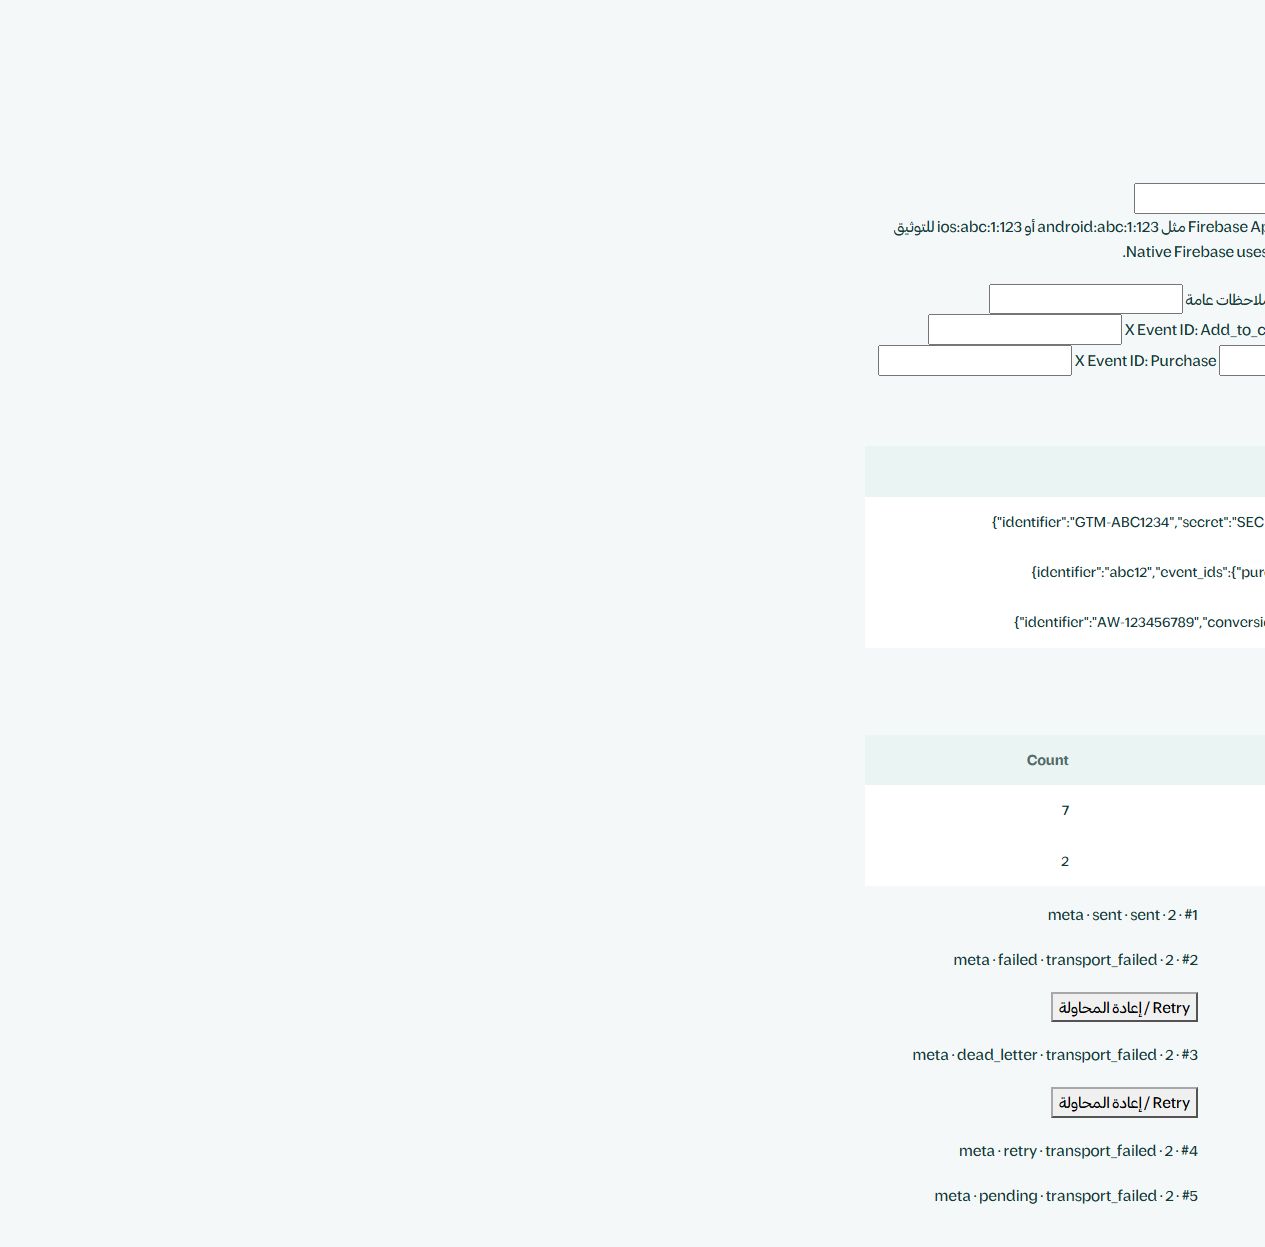 Firebase Ap مثل android:abc:1:123 أو ios:abc:1:123 للتوثيق
Native Firebase uses.
ملاحظات عامة
X Event ID: Add_to_c
X Event ID: Purchase
{"identifier":"GTM-ABC1234","secret":"SEC
{identifier":"abc12","event_ids":{"pur
{"identifier":"AW-123456789","conversi
Count
7
2
meta · sent · sent · 2 · #1
meta · failed · transport_failed · 2 · #2
إعادة المحاولة / Retry
meta · dead_letter · transport_failed · 2 · #3
إعادة المحاولة / Retry
meta · retry · transport_failed · 2 · #4
meta · pending · transport_failed · 2 · #5